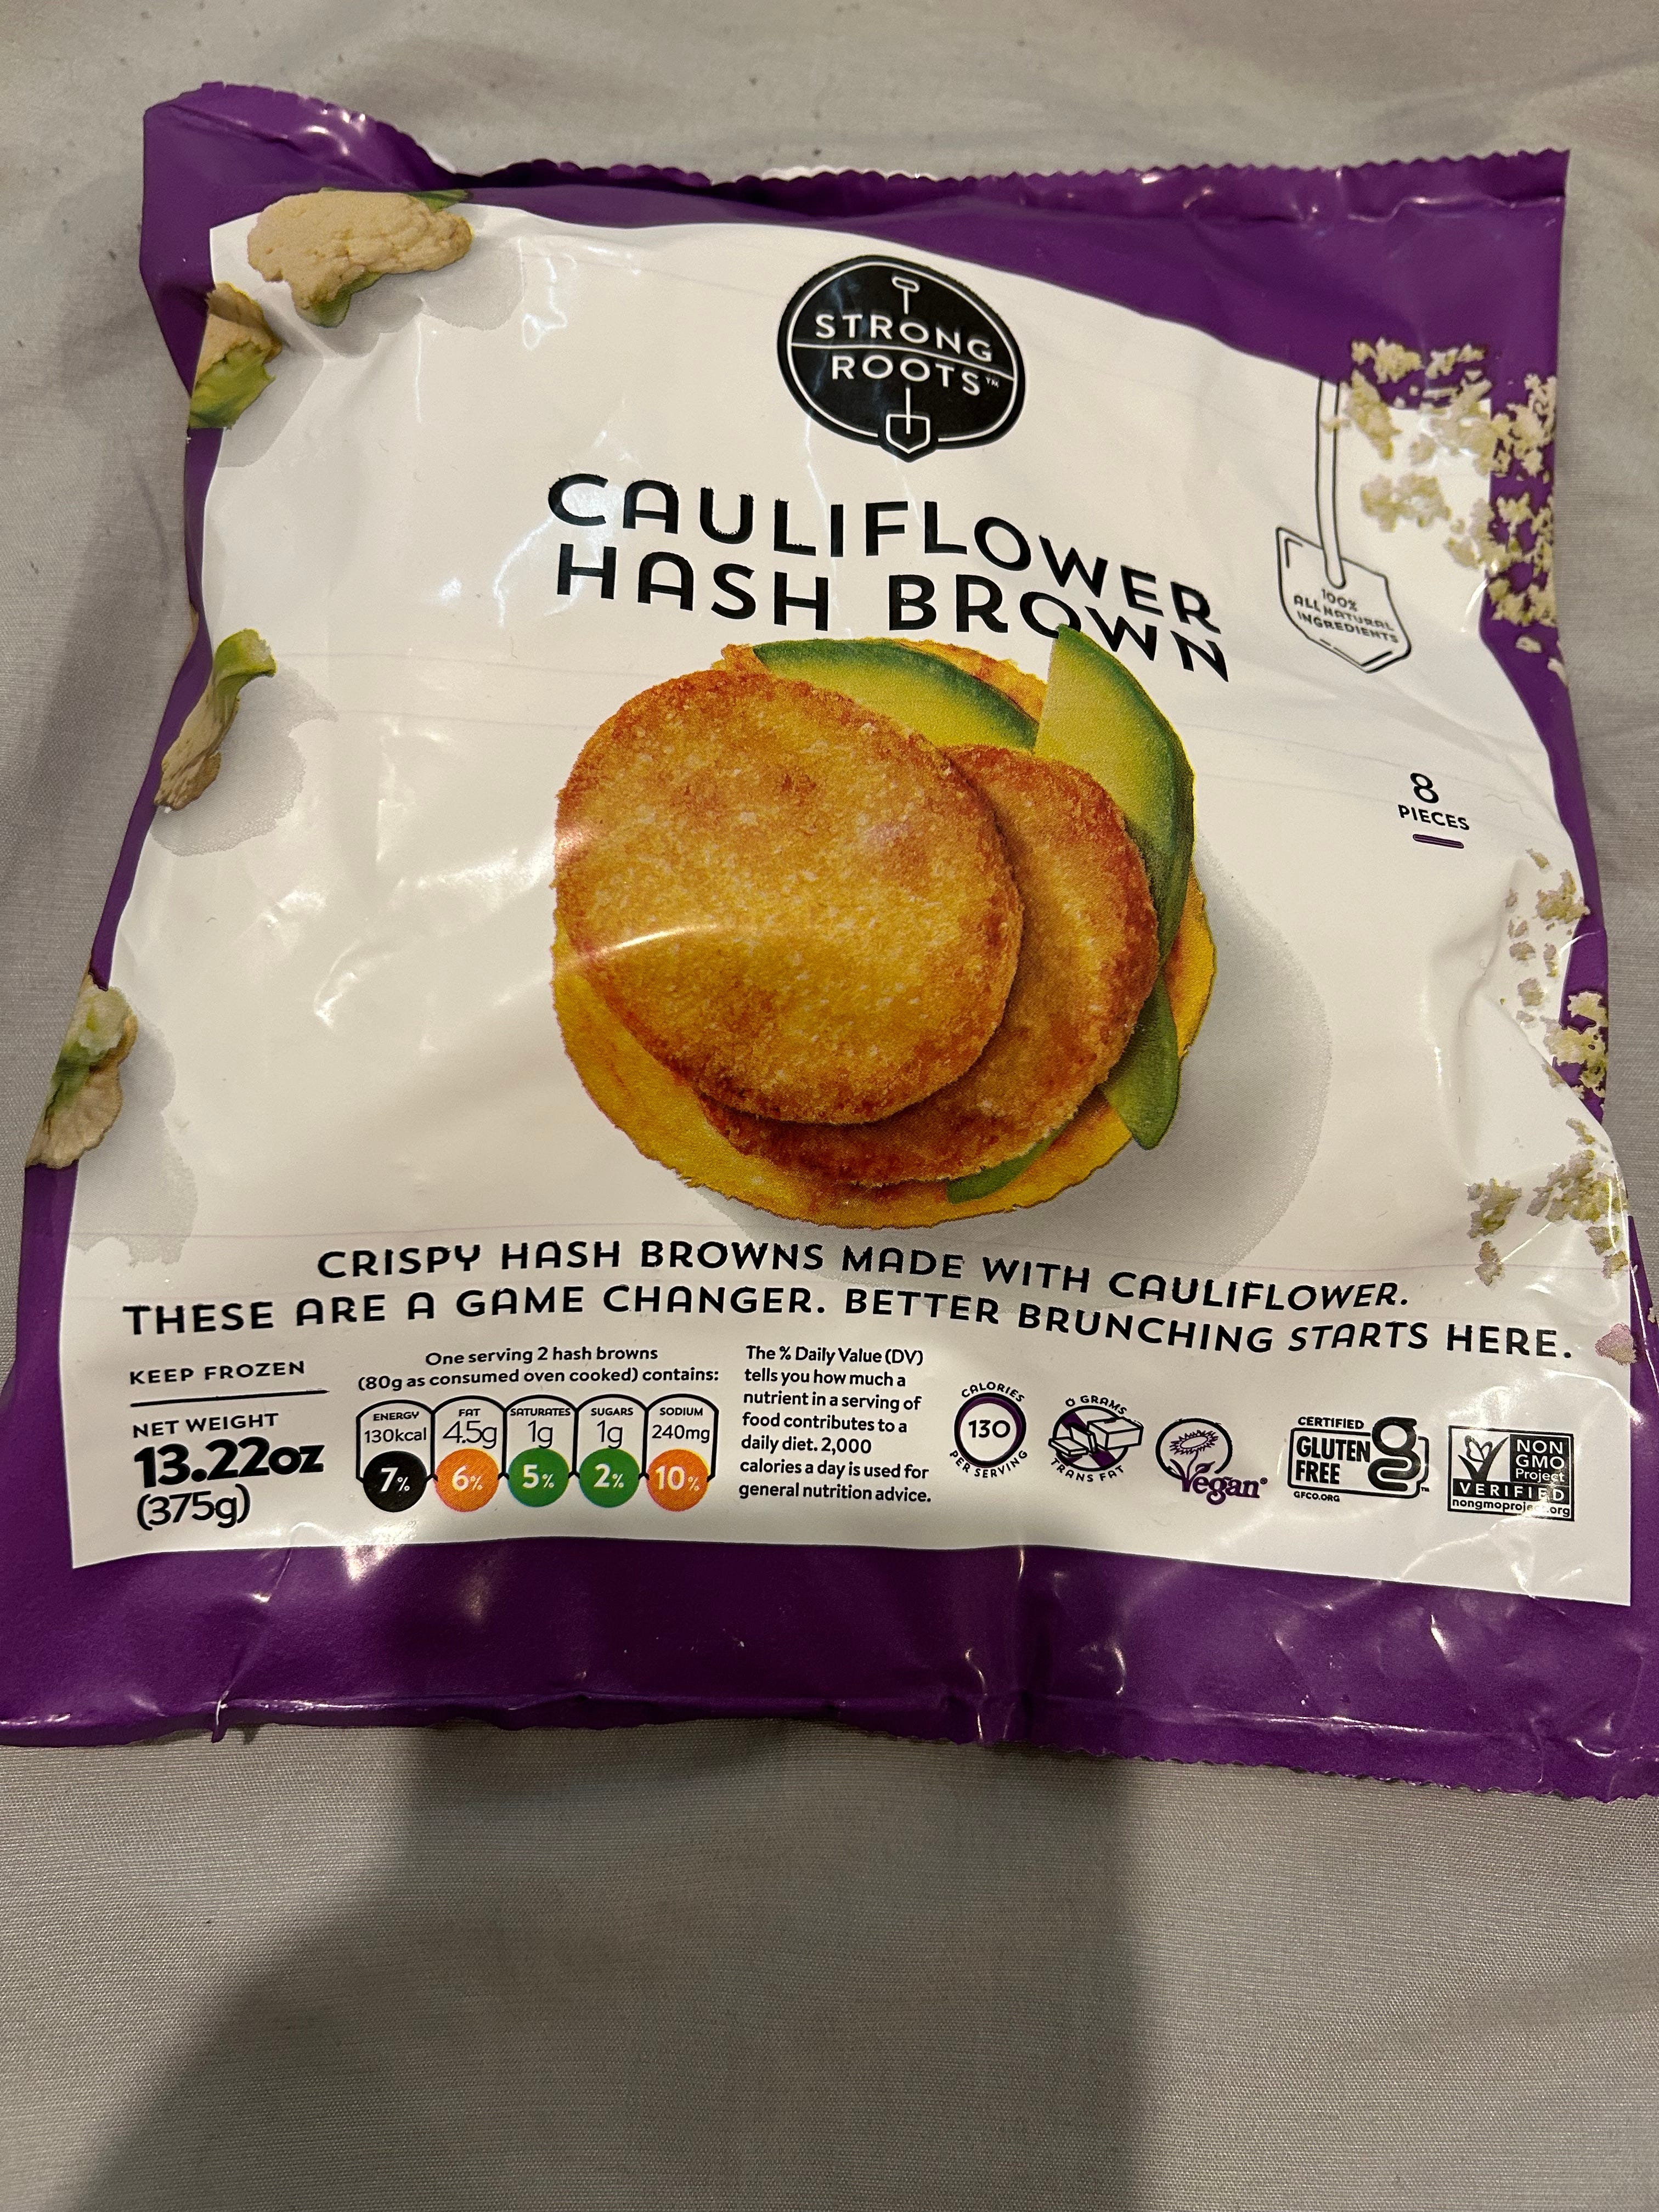 STRONG
ROOTS™
CAULIFLOWER
HASH BROWN
100%
ALL NATURAL
INGREDIENTS
8
PIECES
CRISPY HASH BROWNS MADE WITH CAULIFLOWER.
THESE ARE A GAME CHANGER. BETTER BRUNCHING STARTS HERE.
KEEP FROZEN
NET WEIGHT
13.22oz
(375g)
One serving 2 hash browns
(80g as consumed oven cooked) contains:
ENERGY
130kcal
7%
FAT
4.5g
6%
SATURATES
1g
5%
SUGARS
1g
2%
SODIUM
240mg
10%
The % Daily Value (DV)
tells you how much a
nutrient in a serving of
food contributes to a
daily diet. 2,000
calories a day is used for
general nutrition advice.
CALORIES
130
PER SERVING
0 GRAMS
TRANS FAT
Vegan®
CERTIFIED
GLUTEN
FREE
g
™
GFCO.ORG
NON
GMO
Project
VERIFIED
nongmoproject.org